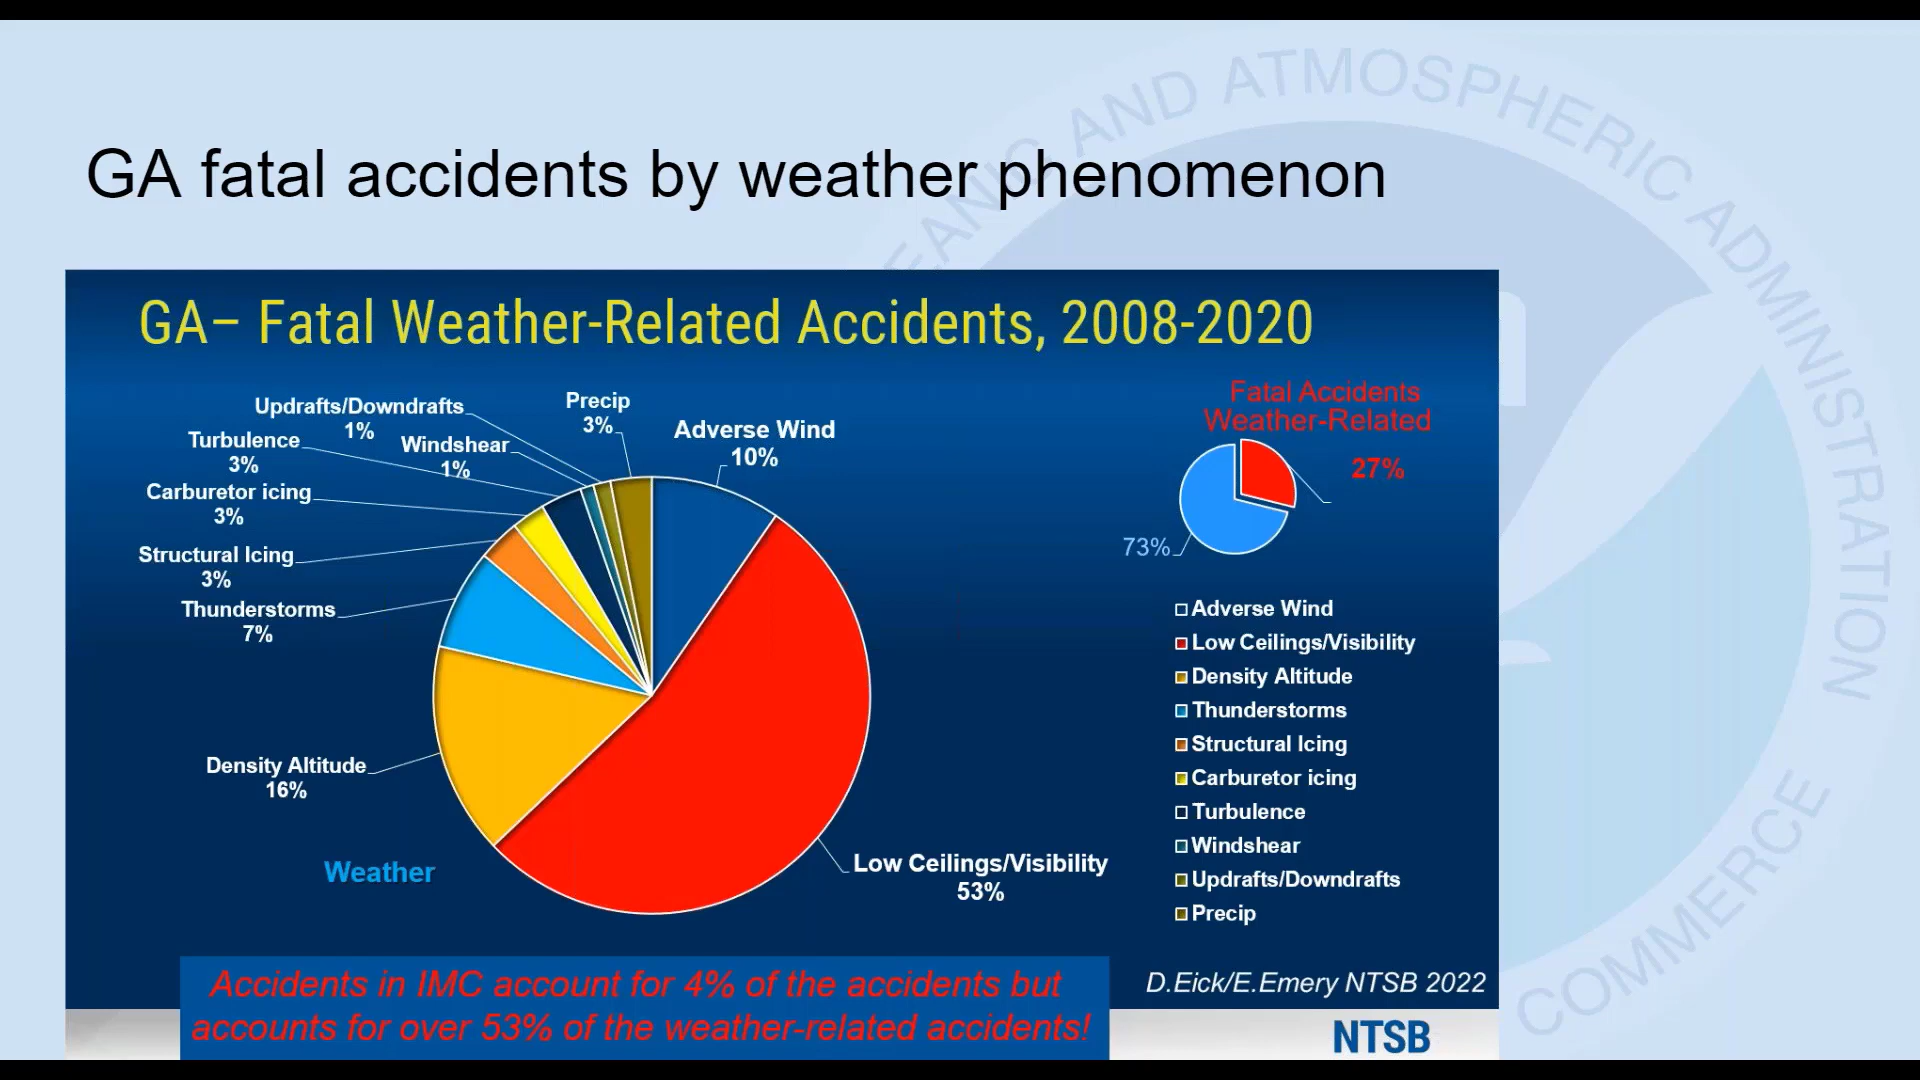 GA fatal accidents by weather phenomenon
GA– Fatal Weather-Related Accidents, 2008-2020
Updrafts/Downdrafts
1%
Precip
3%
Adverse Wind
10%
Turbulence
3%
Windshear
1%
Carburetor icing
3%
Structural Icing
3%
Thunderstorms
7%
Density Altitude
16%
Weather
Low Ceilings/Visibility
53%
Fatal Accidents
Weather-Related
27%
73%
Adverse Wind
Low Ceilings/Visibility
Density Altitude
Thunderstorms
Structural Icing
Carburetor icing
Turbulence
Windshear
Updrafts/Downdrafts
Precip
Accidents in IMC account for 4% of the accidents but
accounts for over 53% of the weather-related accidents!
D.Eick/E.Emery NTSB 2022
NTSB
AND ATMOSPHERIC ADMINISTRATION
COMMERCE